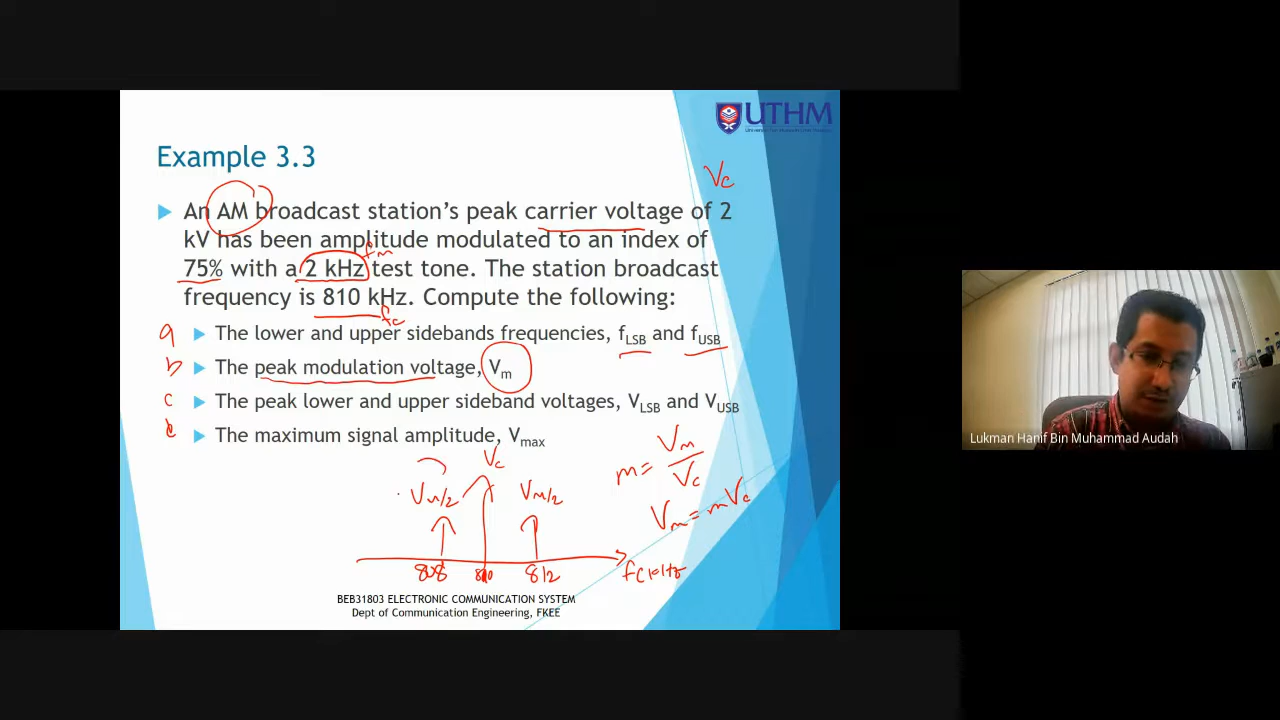 UTHM
Example 3.3
Vc
An AM broadcast station's peak carrier voltage of 2
kV has been amplitude modulated to an index of
fm
75% with a 2 kHz test tone. The station broadcast
frequency is 810 kHz. Compute the following:
fc
a The lower and upper sidebands frequencies, fLSB and fUSB
b The peak modulation voltage, Vm
c The peak lower and upper sideband voltages, VLSB and VUSB
The maximum signal amplitude, Vmax
Lukman Hanif Bin Muhammad Audah
Vc
m = Vm/Vc
Vm/2 Vm/2
Vm = mVc
808 810 812 f(kHz
BEB31803 ELECTRONIC COMMUNICATION SYSTEM
Dept of Communication Engineering, FKEE